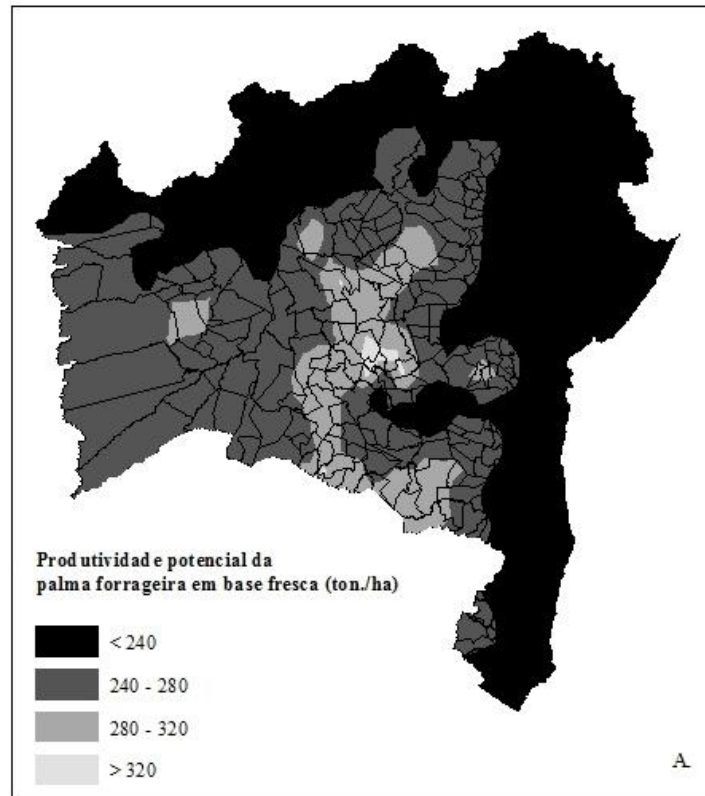 Produtividade potencial da
palma forrageira em base fresca (ton./ha)
< 240
240 - 280
280 - 320
> 320
A.